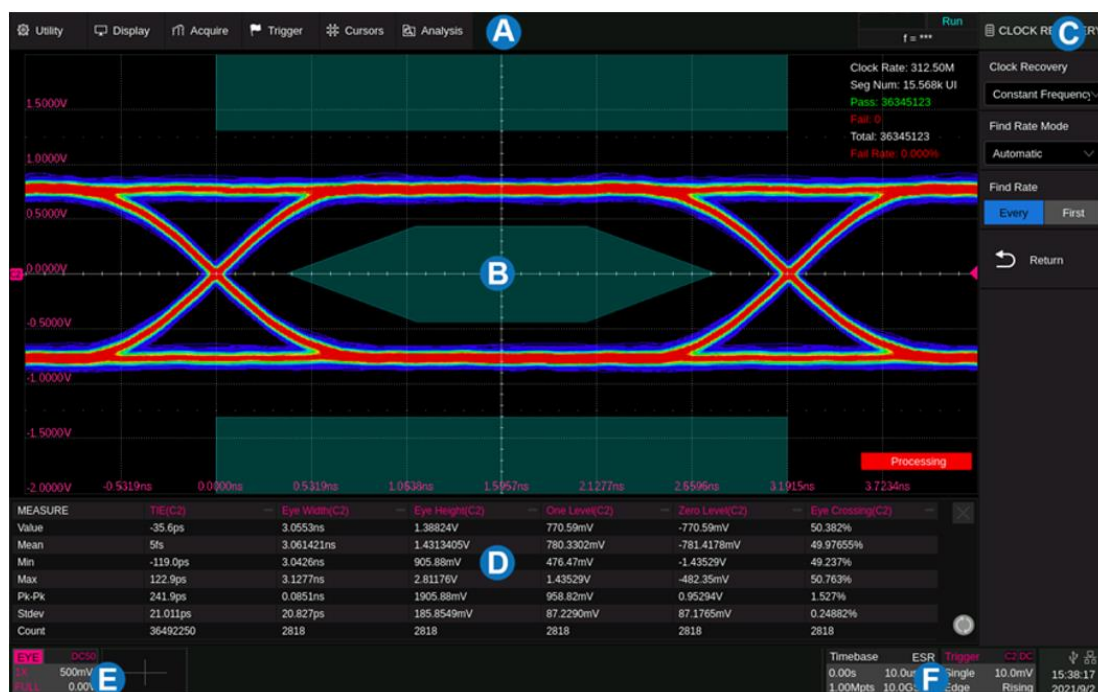 Utility Display Acquire Trigger Cursors Analysis A Run
f = ***
CLOCK C
Clock Rate: 312.50M
Seg Num: 15.568k UI
Pass: 36345123
Fail: 0
Total: 36345123
Fail Rate: 0.000%
Clock Recovery
Constant Frequency
Find Rate Mode
Automatic
Find Rate
Every First
Return
1.5000V
1.0000V
0.5000V
0.0000V
B
-0.5000V
-1.0000V
-1.5000V
Processing
-2.0000V -0.5319ns 0.0000ns 0.5319ns 1.0638ns 1.5957ns 2.1277ns 2.6596ns 3.1915ns 3.7234ns
MEASURE TIE(C2) Eye Width(C2) Eye Height(C2) One Level(C2) Zero Level(C2) Eye Crossing(C2)
Value -35.6ps 3.0553ns 1.38824V 770.59mV -770.59mV 50.382%
Mean 5fs 3.061421ns 1.4313405V 780.3302mV -781.4178mV 49.97655%
Min -119.0ps 3.0426ns 905.88mV 476.47mV -1.43529V 49.237%
D
Max 122.9ps 3.1277ns 2.81176V 1.43529V -482.35mV 50.763%
Pk-Pk 241.9ps 0.0851ns 1905.88mV 958.82mV 0.95294V 1.527%
Stdev 21.011ps 20.827ps 185.8549mV 87.2290mV 87.1765mV 0.24882%
Count 36492250 2818 2818 2818 2818 2818
EYE DC50
1X 500mV
FULL 0.00V
E
Timebase ESR
0.00s
1.00Mpts
F
Trigger C2 DC
Single 10.0mV
Edge Rising
15:38:17
2021/9/2